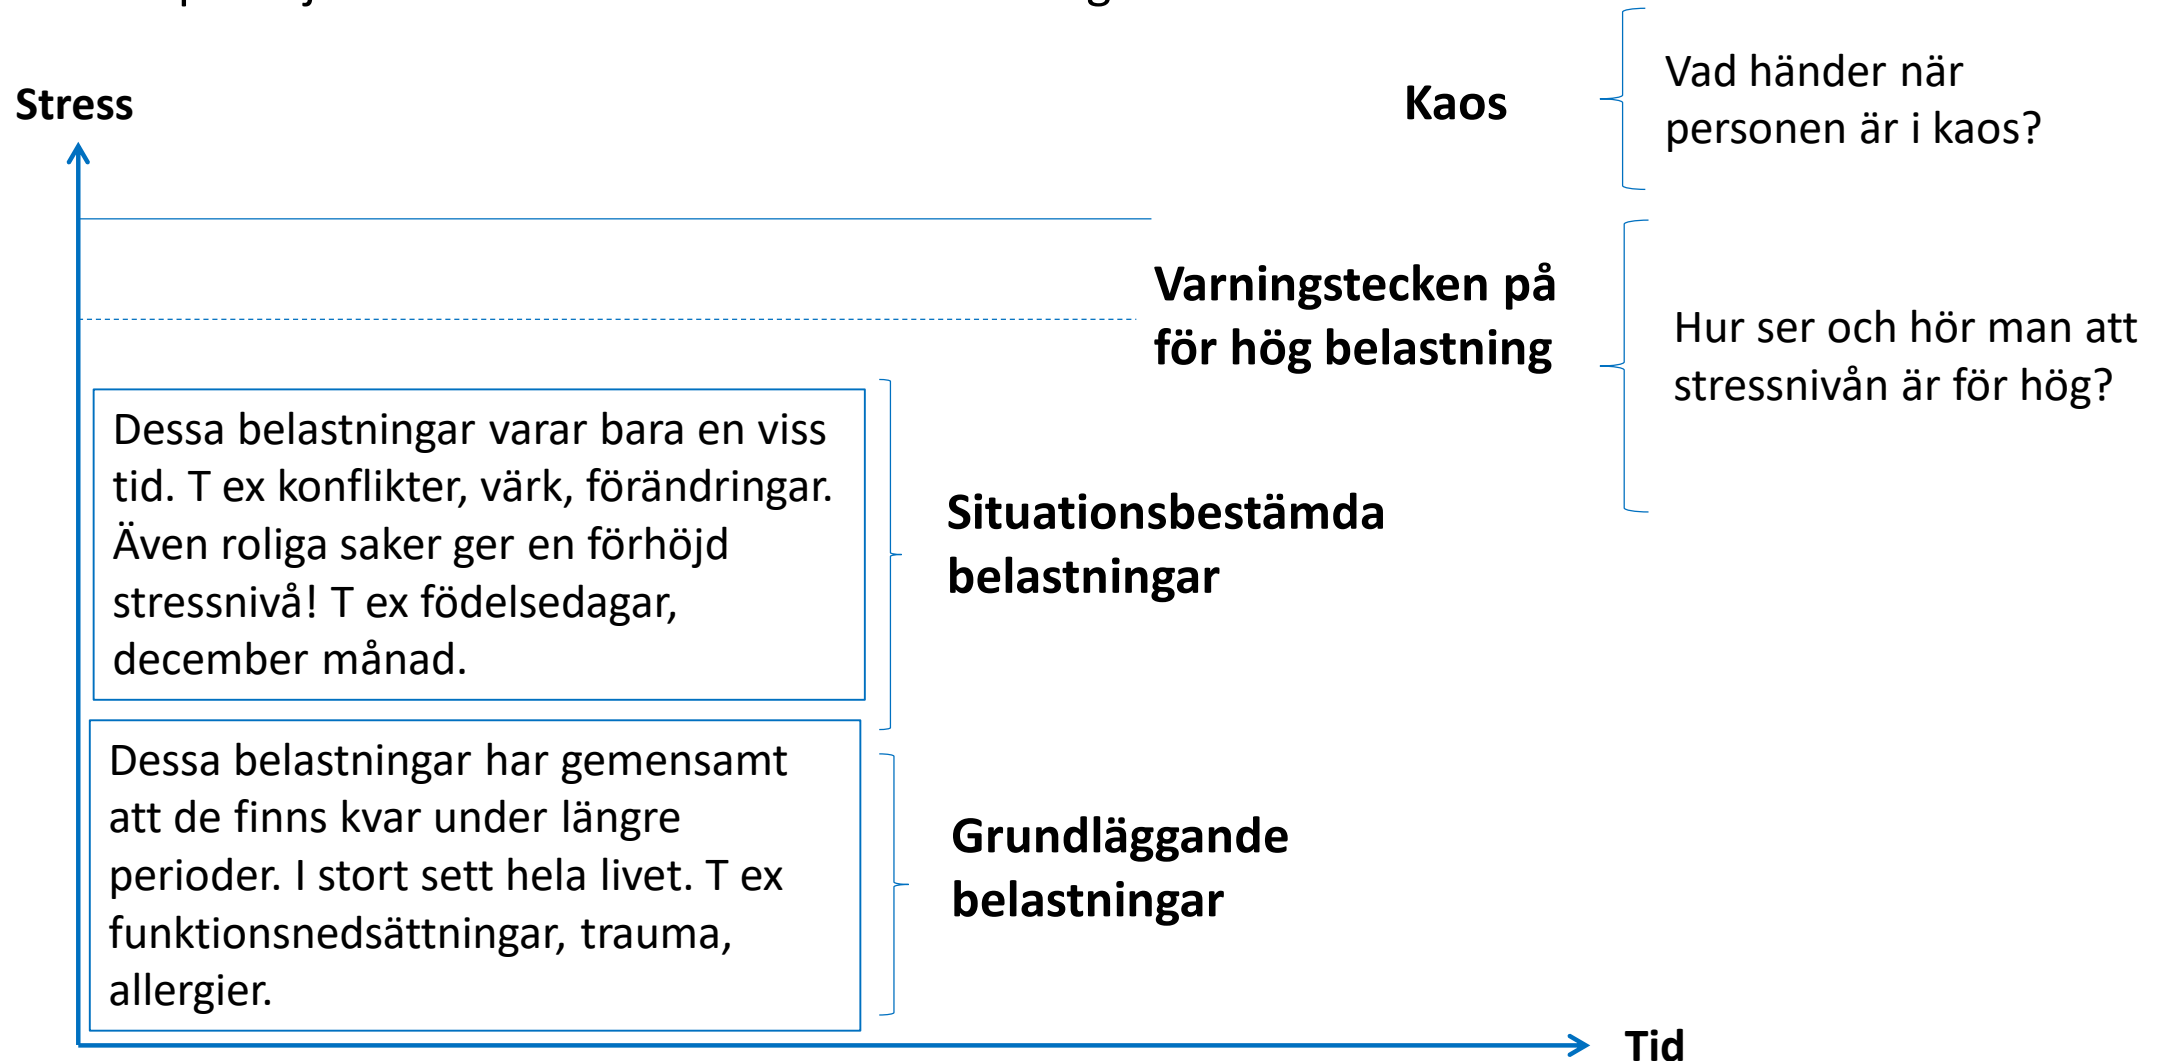 Stress
Kaos
Vad händer när
personen är i kaos?
Varningstecken på
för hög belastning
Hur ser och hör man att
stressnivån är för hög?
Dessa belastningar varar bara en viss
tid. T ex konflikter, värk, förändringar.
Även roliga saker ger en förhöjd
stressnivå! T ex födelsedagar,
december månad.
Situationsbestämda
belastningar
Dessa belastningar har gemensamt
att de finns kvar under längre
perioder. I stort sett hela livet. T ex
funktionsnedsättningar, trauma,
allergier.
Grundläggande
belastningar
Tid